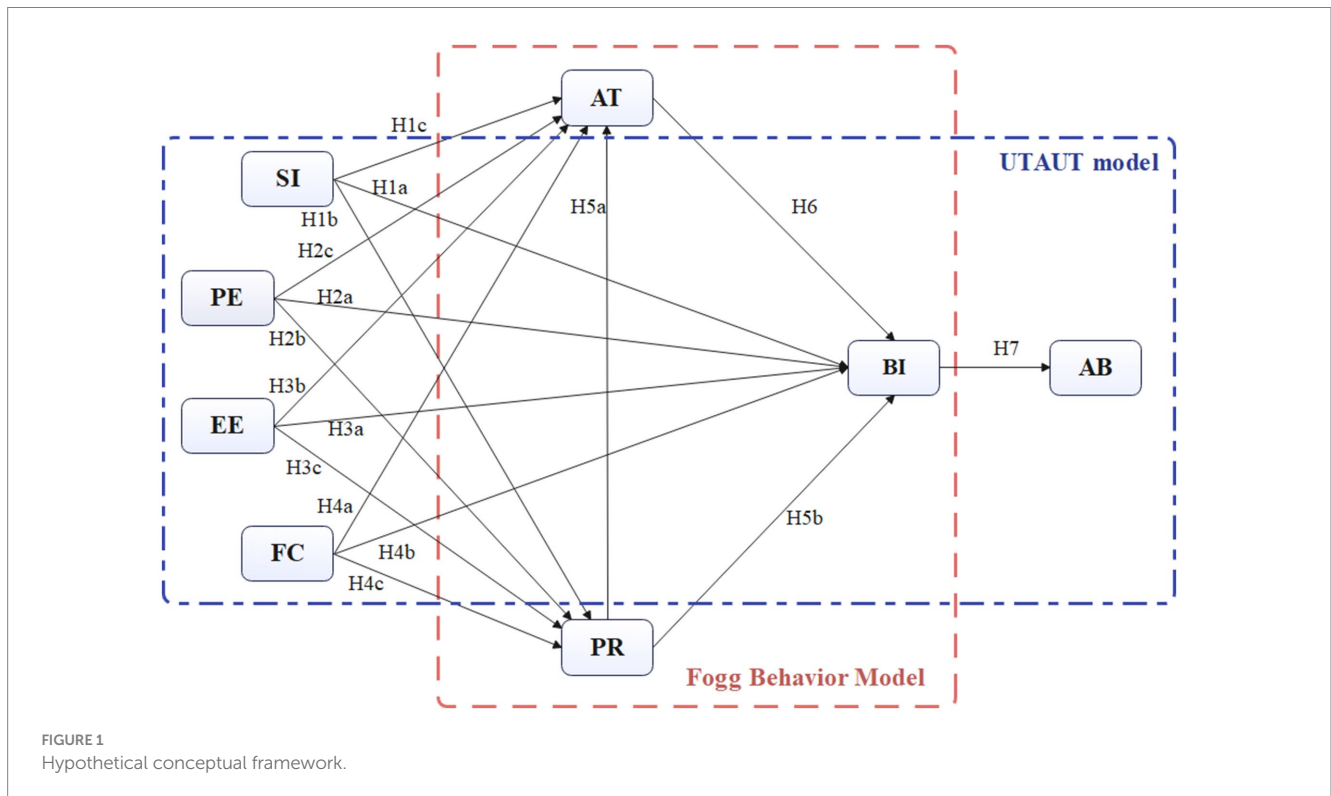 AT
H1c
UTAUT model
SI
H1a
H1b
H5a
H6
H2c
PE
H2a
H2b
H7
BI
AB
H3b
EE
H3a
H3c
H4a
H5b
FC
H4b
H4c
PR
Fogg Behavior Model
FIGURE 1
Hypothetical conceptual framework.